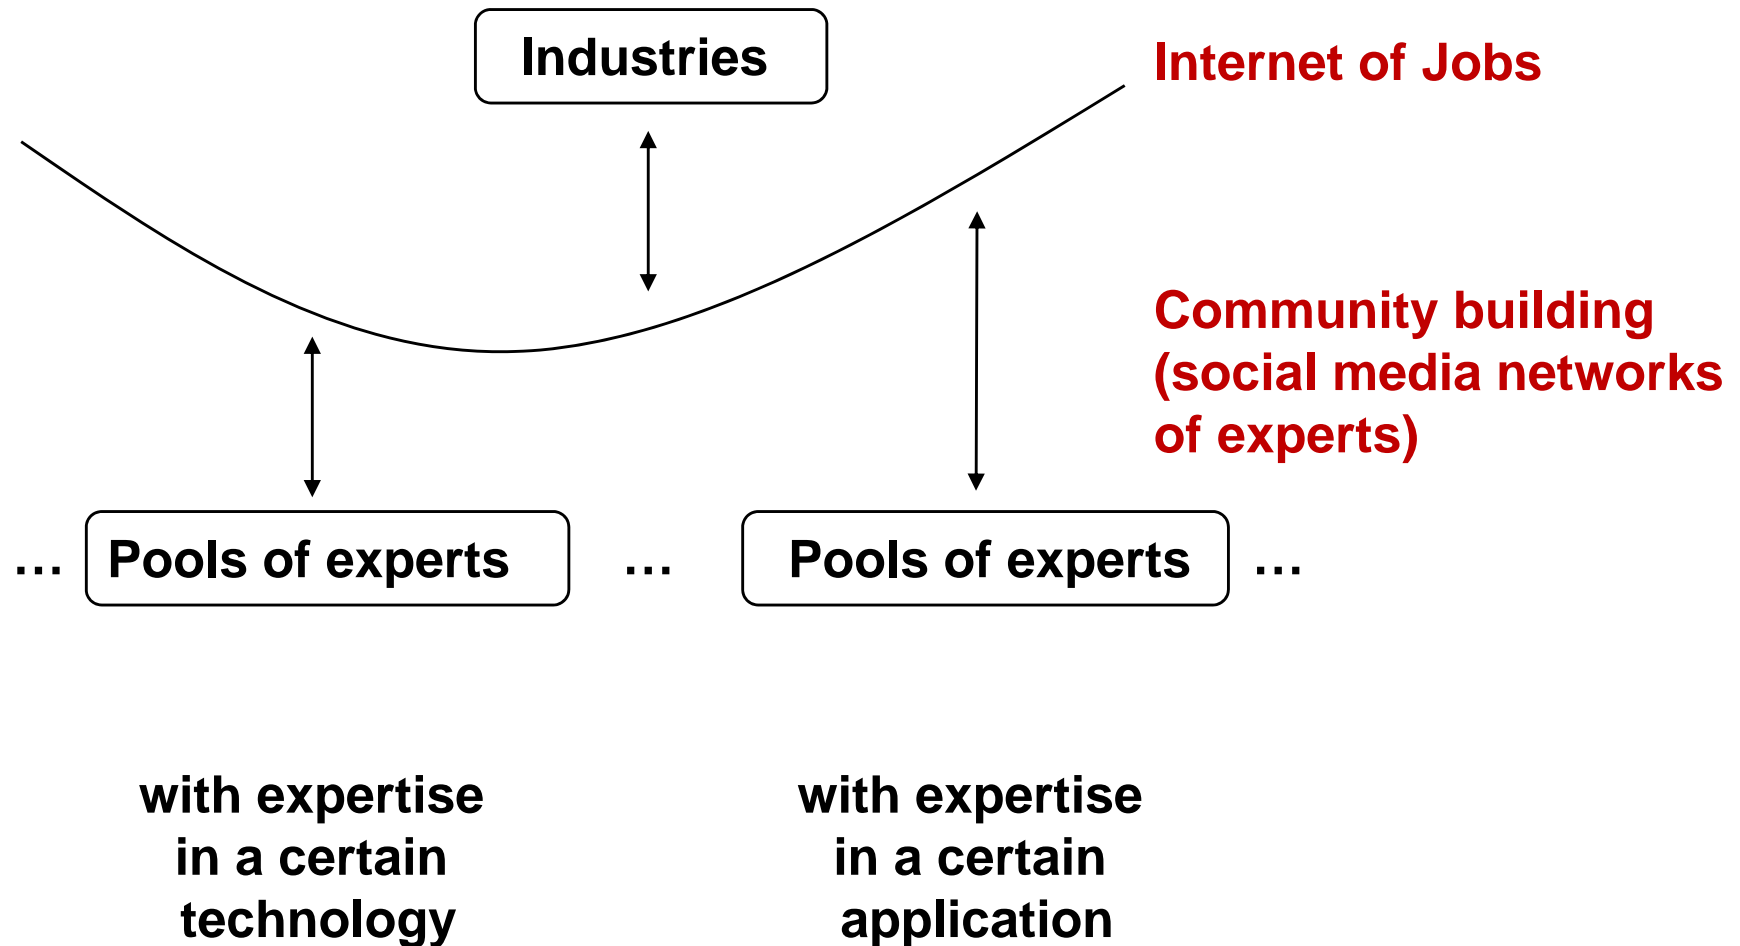 Industries
Internet of Jobs
Community building
(social media networks
of experts)
… Pools of experts … Pools of experts …
with expertise
in a certain
technology
with expertise
in a certain
application